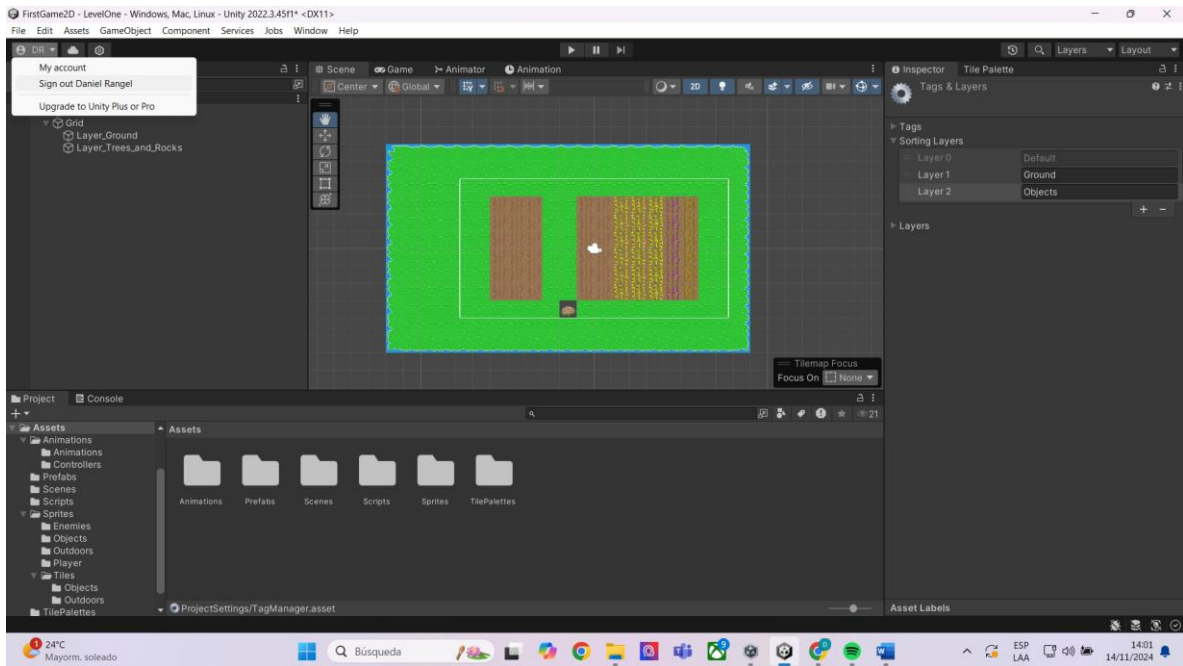 FirstGame2D - LevelOne - Windows, Mac, Linux - Unity 2022.3.45f1* <DX11>
File Edit Assets GameObject Component Services Jobs Window Help
DR
Layers
Layout
My account
Sign out Daniel Rangel
Upgrade to Unity Plus or Pro
Grid
Layer_Ground
Layer_Trees_and_Rocks
Scene Game Animator Animation
Center Global 2D
Tilemap Focus
Focus On None
Inspector Tile Palette
Tags & Layers
Tags
Sorting Layers
Layer 0 Default
Layer 1 Ground
Layer 2 Objects
+ −
Layers
Project Console
21
Assets
Animations
Animations
Controllers
Prefabs
Scenes
Scripts
Sprites
Enemies
Objects
Outdoors
Player
Tiles
Objects
Outdoors
TilePalettes
Assets
Animations Prefabs Scenes Scripts Sprites TilePalettes
ProjectSettings/TagManager.asset
Asset Labels
24°C
Mayorm. soleado
Búsqueda
ESP
LAA
14:01
14/11/2024